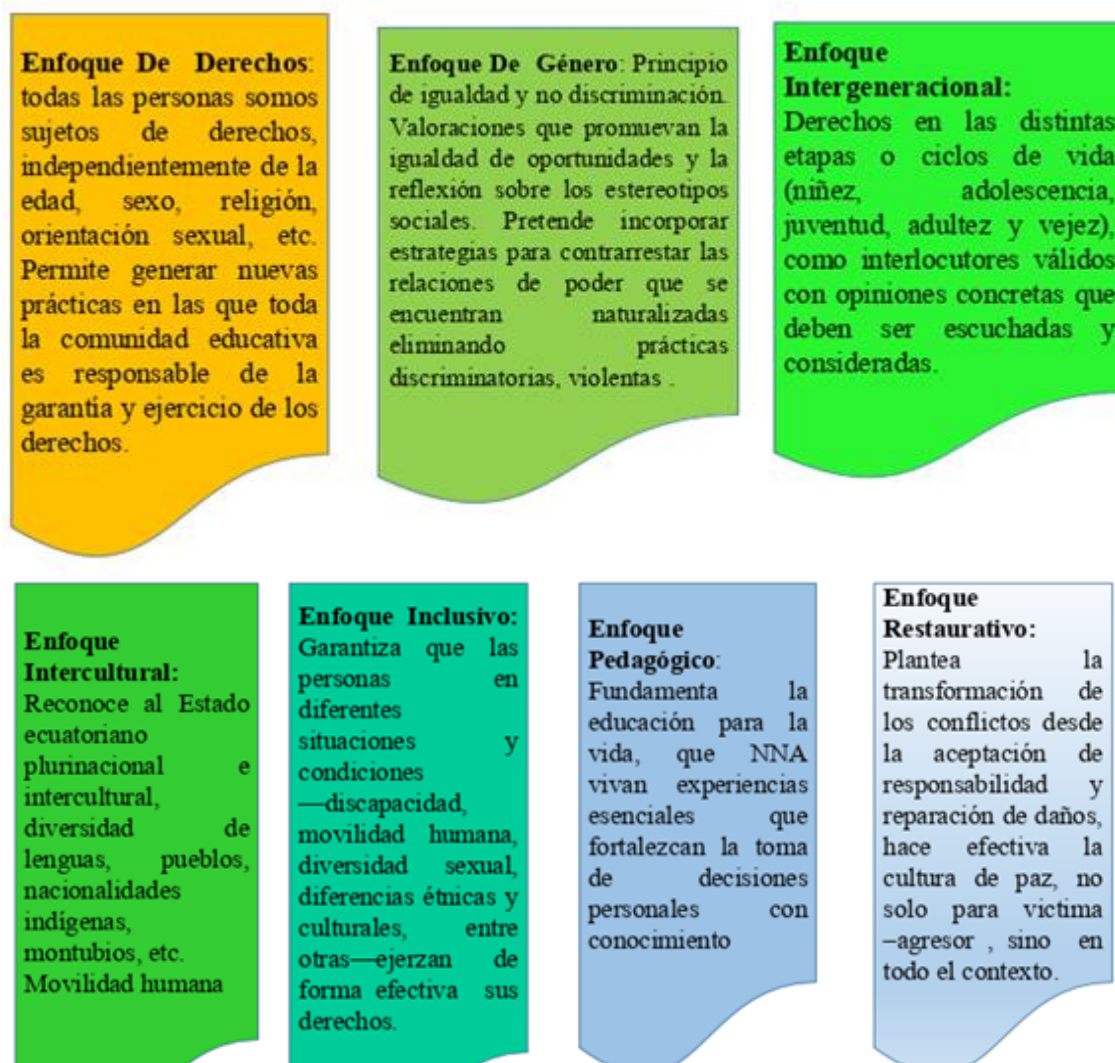 Enfoque De Derechos:
todas las personas somos
sujetos de derechos,
independientemente de la
edad, sexo, religión,
orientación sexual, etc.
Permite generar nuevas
prácticas en las que toda
la comunidad educativa
es responsable de la
garantía y ejercicio de los
derechos.
Enfoque De Género: Principio
de igualdad y no discriminación.
Valoraciones que promuevan la
igualdad de oportunidades y la
reflexión sobre los estereotipos
sociales. Pretende incorporar
estrategias para contrarrestar las
relaciones de poder que se
encuentran naturalizadas
eliminando prácticas
discriminatorias, violentas .
Enfoque
Intergeneracional:
Derechos en las distintas
etapas o ciclos de vida
(niñez, adolescencia,
juventud, adultez y vejez),
como interlocutores válidos
con opiniones concretas que
deben ser escuchadas y
consideradas.
Enfoque
Intercultural:
Reconoce al Estado
ecuatoriano
plurinacional e
intercultural,
diversidad de
lenguas, pueblos,
nacionalidades
indígenas,
montubios, etc.
Movilidad humana
Enfoque Inclusivo:
Garantiza que las
personas en
diferentes
situaciones y
condiciones
—discapacidad,
movilidad humana,
diversidad sexual,
diferencias étnicas y
culturales, entre
otras—ejerzan de
forma efectiva sus
derechos.
Enfoque
Pedagógico:
Fundamenta la
educación para la
vida, que NNA
vivan experiencias
esenciales que
fortalezcan la toma
de decisiones
personales con
conocimiento
Enfoque
Restaurativo:
Plantea la
transformación de
los conflictos desde
la aceptación de
responsabilidad y
reparación de daños,
hace efectiva la
cultura de paz, no
solo para victima
–agresor , sino en
todo el contexto.